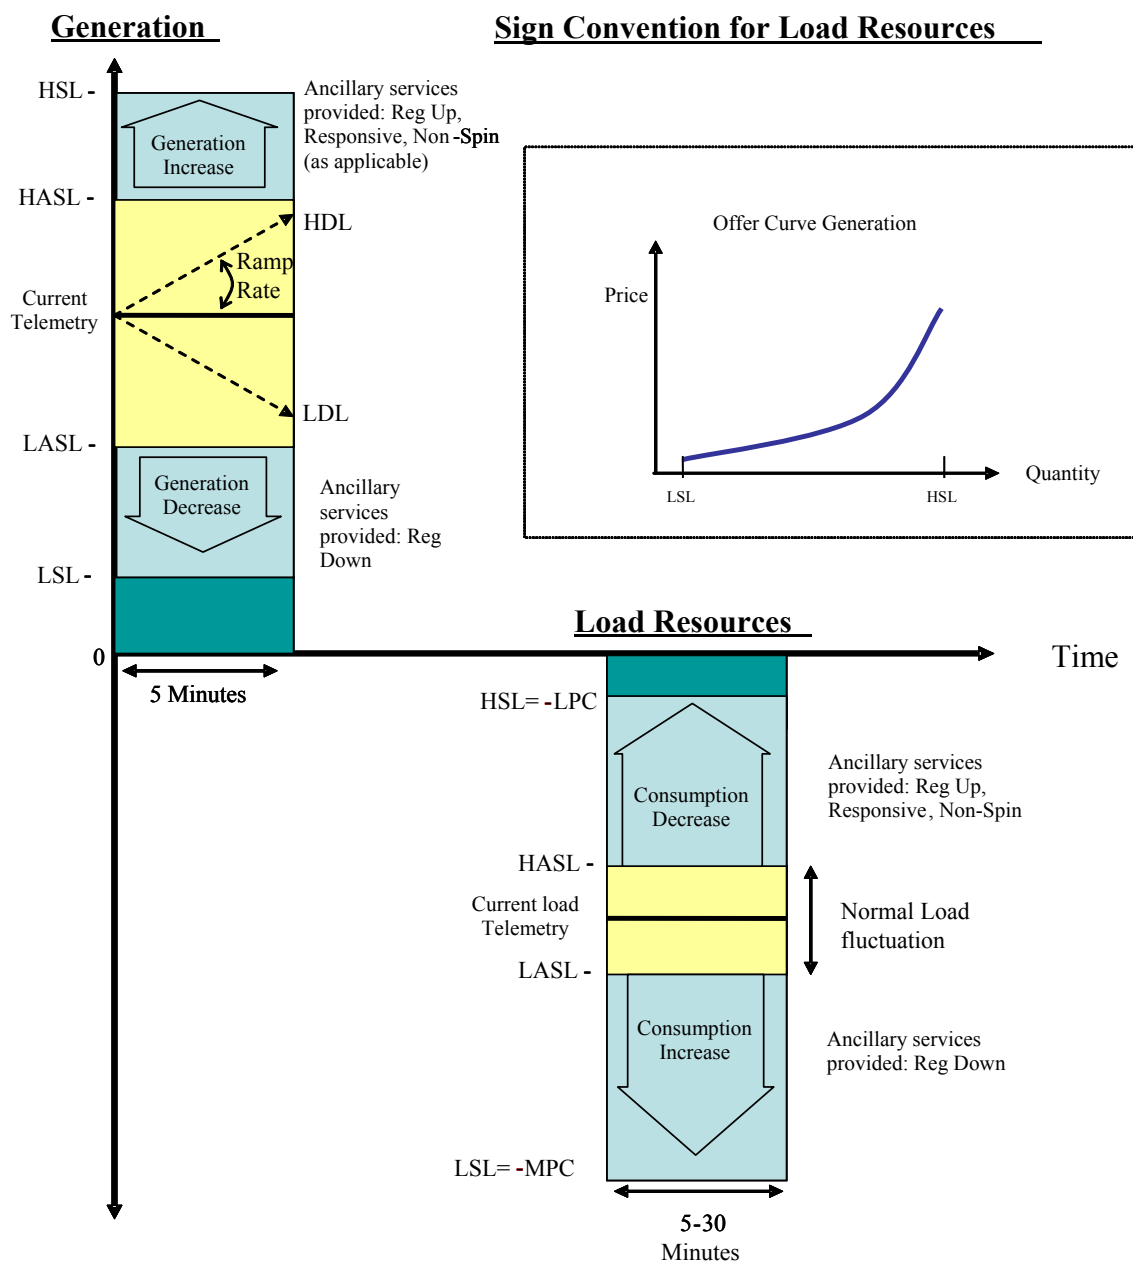 Generation
Sign Convention for Load Resources
HSL -
Ancillary services
provided: Reg Up,
Responsive, Non -Spin
(as applicable)
Generation
Increase
HASL -
HDL
Ramp
Rate
Current
Telemetry
LDL
LASL -
Generation
Decrease
Ancillary
services
provided: Reg
Down
LSL -
0
5 Minutes
Offer Curve Generation
Price
LSL
HSL
Quantity
Load Resources
Time
HSL= -LPC
Consumption
Decrease
Ancillary services
provided: Reg Up,
Responsive, Non-Spin
HASL -
Current load
Telemetry
Normal Load
fluctuation
LASL -
Consumption
Increase
Ancillary services
provided: Reg Down
LSL= -MPC
5-30
Minutes